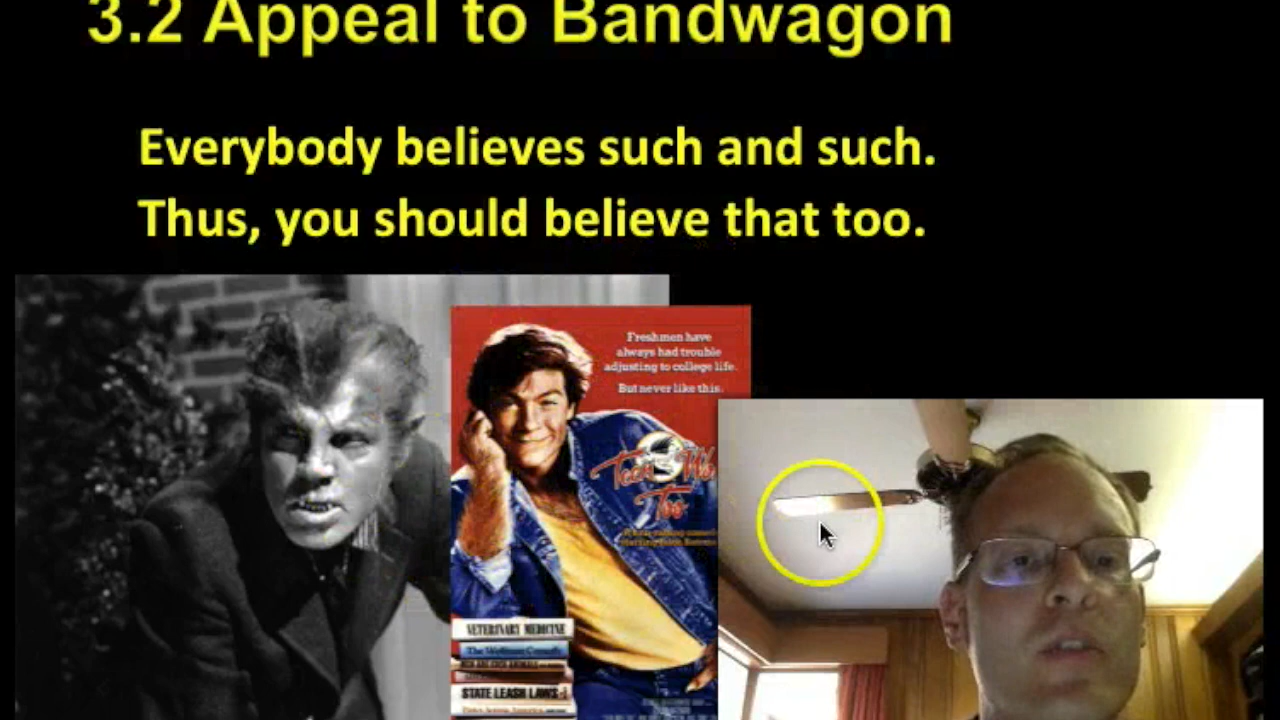 3.2 Appeal to Bandwagon
Everybody believes such and such.
Thus, you should believe that too.
Freshmen have
always had trouble
adjusting to college life.
But never like this.
Teen Wo
Too
VETERINARY MEDICINE
STATE LEASH LAWS